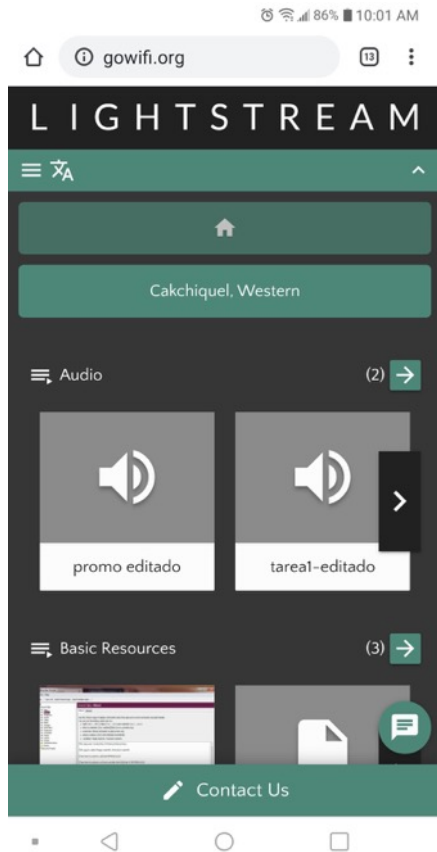 86% 10:01 AM
gowifi.org
13
LIGHTSTREAM
Cakchiquel, Western
Audio (2)
promo editado tarea1-editado
Basic Resources (3)
Contact Us